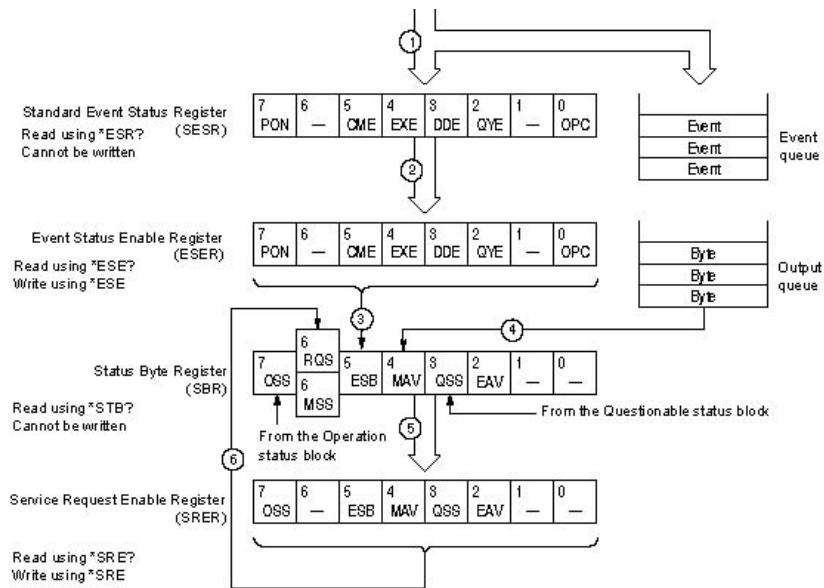 1
Standard Event Status Register
(SESR)
Read using *ESR?
Cannot be written
7 6 5 4 3 2 1 0
PON — CME EXE DDE QYE — OPC
Event
Event
Event
Event
queue
2
Event Status Enable Register
(ESER)
Read using *ESE?
Write using *ESE
7 6 5 4 3 2 1 0
PON — CME EXE DDE QYE — OPC
Byte
Byte
Byte
Output
queue
3
4
Status Byte Register
(SBR)
Read using *STB?
Cannot be written
6
RQS
7 5 4 3 2 1 0
OSS ESB MAV QSS EAV — —
6
MSS
From the Operation
status block
From the Questionable status block
5
6
Service Request Enable Register
(SRER)
Read using *SRE?
Write using *SRE
7 6 5 4 3 2 1 0
OSS — ESB MAV QSS EAV — —